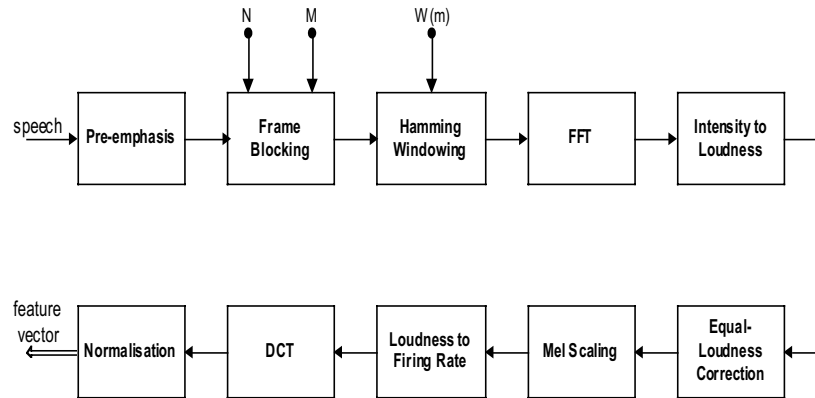 N
M
W(m)
speech
Pre-emphasis
Frame
Blocking
Hamming
Windowing
FFT
Intensity to
Loudness
feature
vector
Normalisation
DCT
Loudness to
Firing Rate
Mel Scaling
Equal-
Loudness
Correction